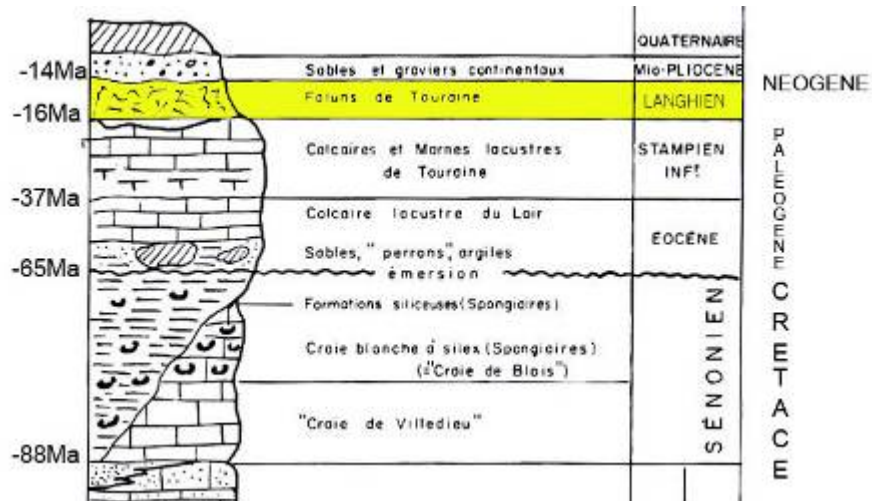 QUATERNAIRE
-14Ma
Sables et graviers continentaux
Mio-PLIOCENE
NEOGENE
Faluns de Touraine
LANGHIEN
-16Ma
Calcaires et Marnes lacustres
de Touraine
STAMPIEN
INFᵗ
PALEOGENE
-37Ma
Calcaire lacustre du Loir
EOCÉNE
Sables, "perrons", argiles
-65Ma
émersion
Formations siliceuses (Spongiaires)
Craie blanche à silex (Spongiaires)
(="Craie de Blois")
SÉNONIEN
CRETACE
"Craie de Villedieu"
-88Ma